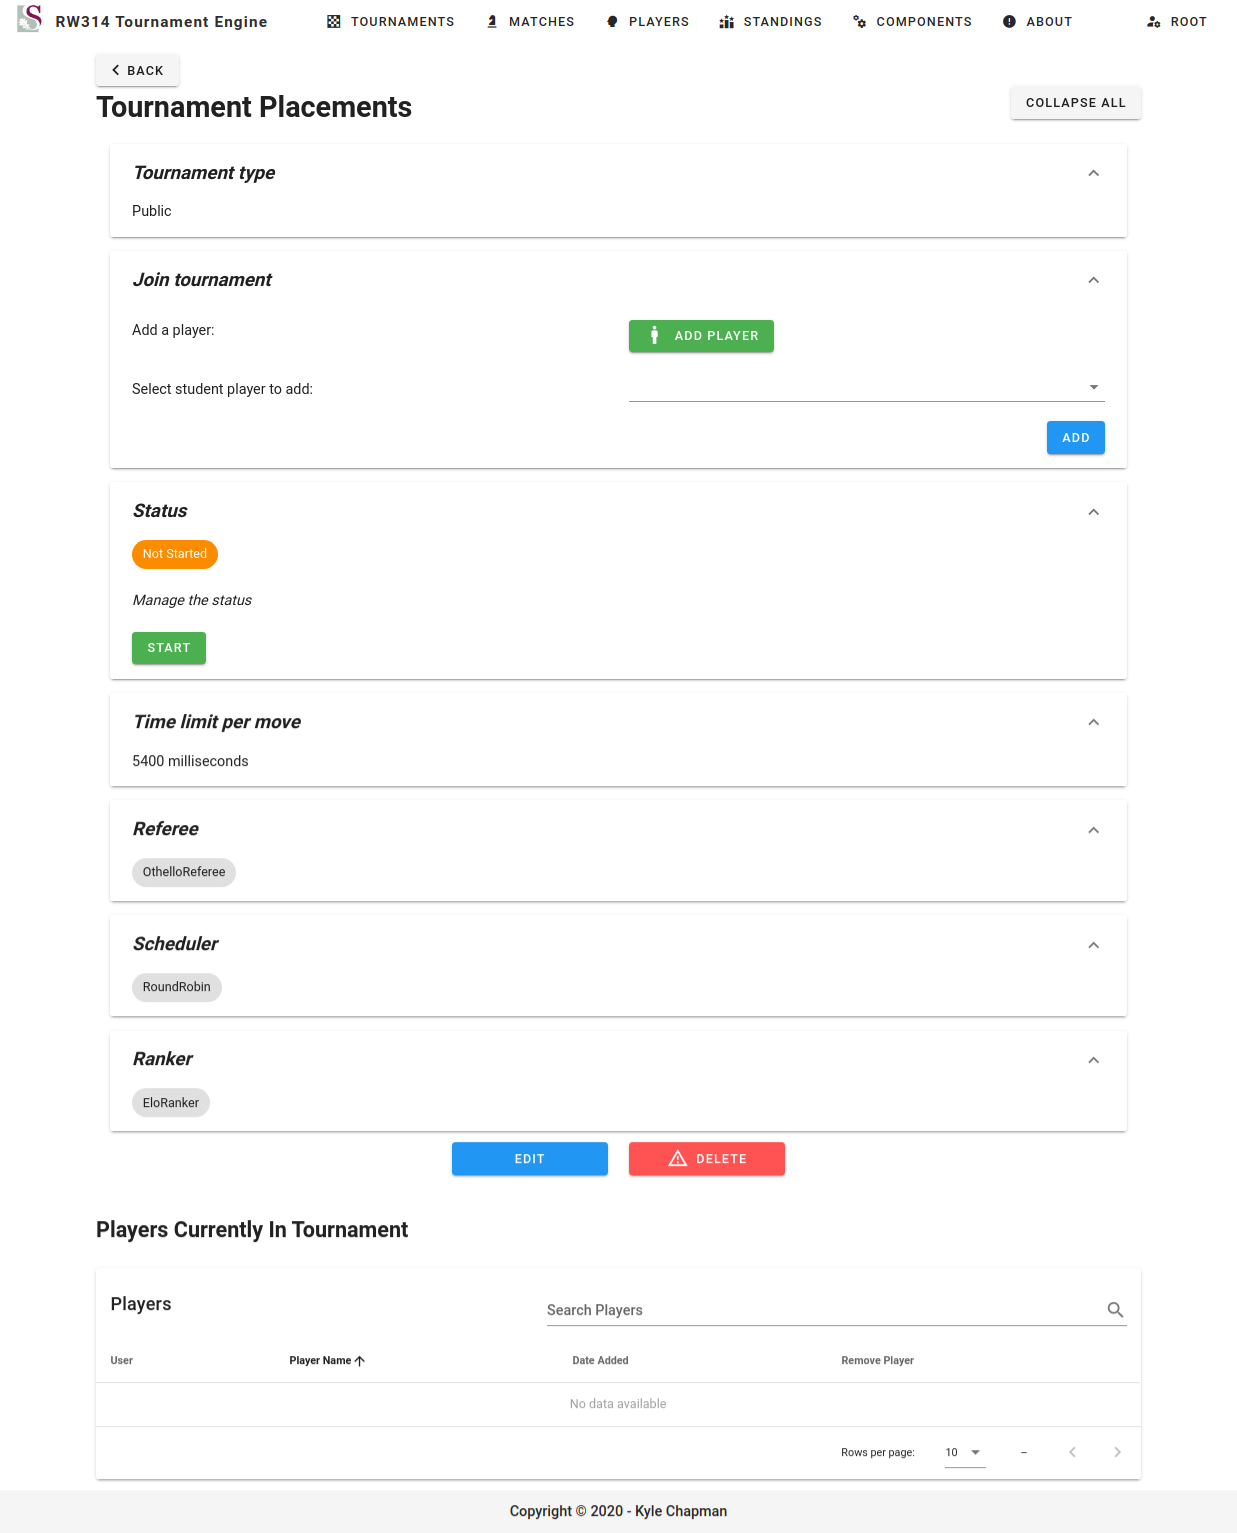 RW314 Tournament Engine
TOURNAMENTS
MATCHES
PLAYERS
STANDINGS
COMPONENTS
ABOUT
ROOT
BACK
Tournament Placements
COLLAPSE ALL
Tournament type
Public
Join tournament
Add a player:
ADD PLAYER
Select student player to add:
ADD
Status
Not Started
Manage the status
START
Time limit per move
5400 milliseconds
Referee
OthelloReferee
Scheduler
RoundRobin
Ranker
EloRanker
EDIT
DELETE
Players Currently In Tournament
Players
Search Players
User
Player Name
Date Added
Remove Player
No data available
Rows per page:
10
–
Copyright © 2020 - Kyle Chapman